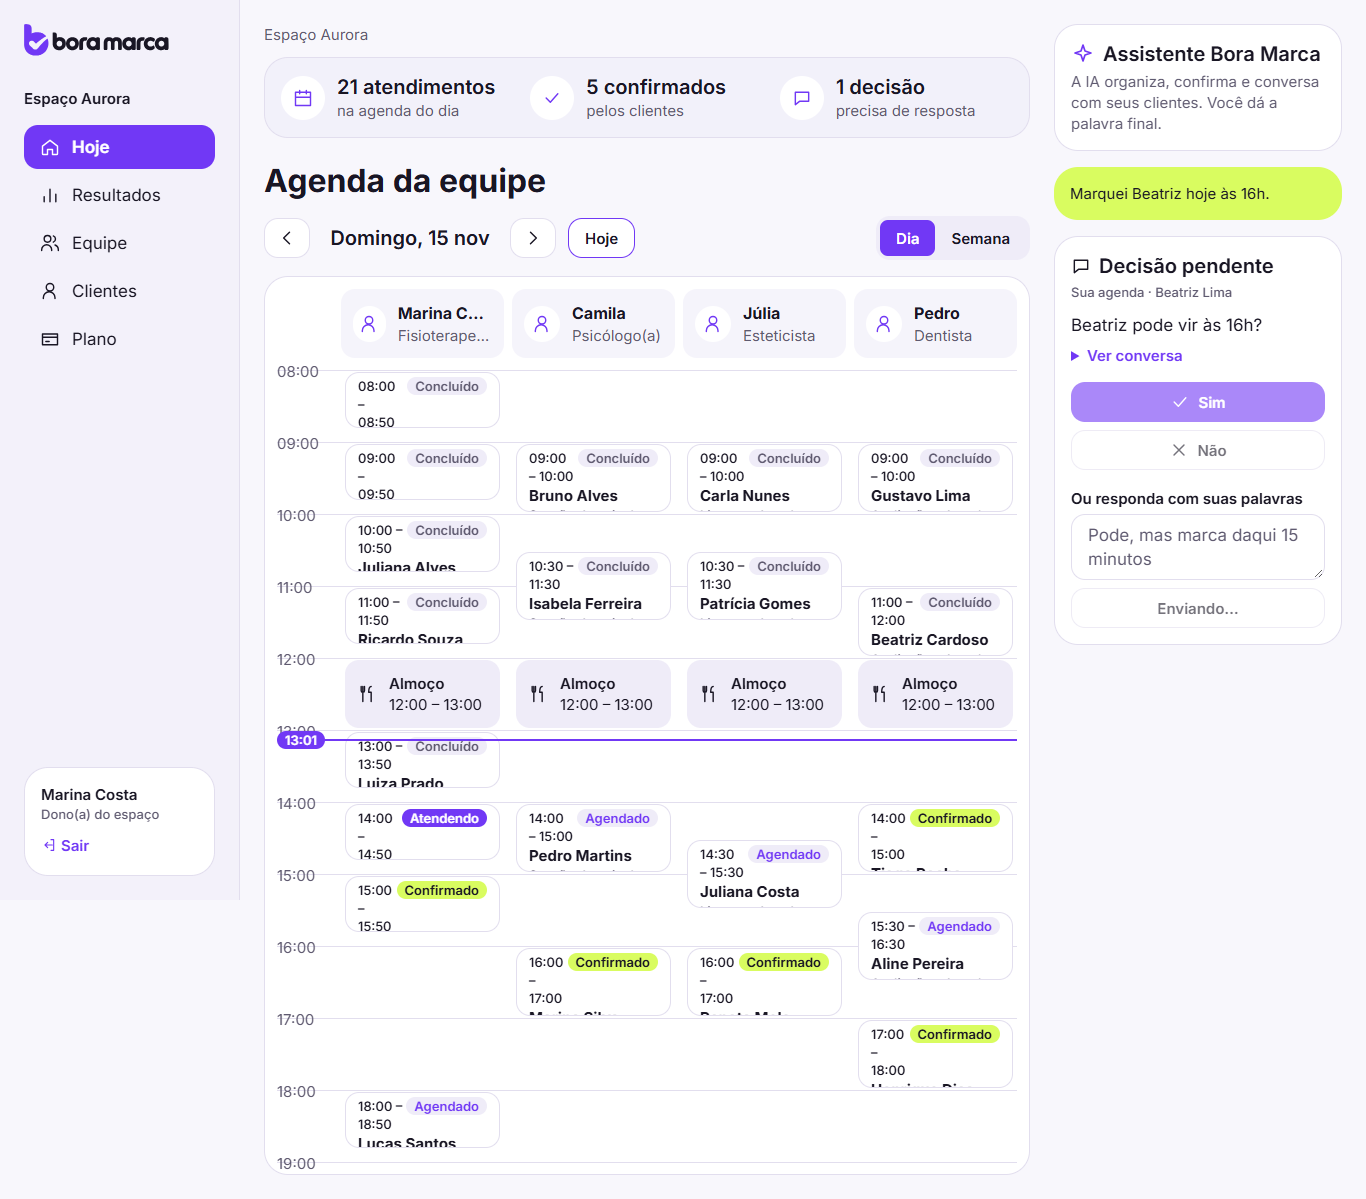 bora marca
Espaço Aurora
Hoje
Resultados
Equipe
Clientes
Plano
Marina Costa
Dono(a) do espaço
Sair
Espaço Aurora
21 atendimentos
na agenda do dia
5 confirmados
pelos clientes
1 decisão
precisa de resposta
Agenda da equipe
Domingo, 15 nov
Hoje
Dia
Semana
Marina C...
Fisioterape...
Camila
Psicólogo(a)
Júlia
Esteticista
Pedro
Dentista
08:00
08:00
–
08:50
Concluído
09:00
09:00
–
09:50
Concluído
09:00
– 10:00
Concluído
Bruno Alves
09:00
– 10:00
Concluído
Carla Nunes
09:00
– 10:00
Concluído
Gustavo Lima
10:00
10:00 –
10:50
Concluído
Juliana Alves
10:30 –
11:30
Concluído
Isabela Ferreira
10:30 –
11:30
Concluído
Patrícia Gomes
11:00
11:00 –
11:50
Concluído
Ricardo Souza
11:00 –
12:00
Concluído
Beatriz Cardoso
12:00
Almoço
12:00 – 13:00
Almoço
12:00 – 13:00
Almoço
12:00 – 13:00
Almoço
12:00 – 13:00
13:00
13:01
13:00 –
13:50
Concluído
Luiza Prado
14:00
14:00
–
14:50
Atendendo
14:00
– 15:00
Agendado
Pedro Martins
14:30
– 15:30
Agendado
Juliana Costa
14:00
–
15:00
Confirmado
15:00
15:00
–
15:50
Confirmado
15:30 –
16:30
Agendado
Aline Pereira
16:00
16:00
–
17:00
Confirmado
16:00
–
17:00
Confirmado
17:00
17:00
–
18:00
Confirmado
18:00
18:00 –
18:50
Agendado
Lucas Santos
19:00
Assistente Bora Marca
A IA organiza, confirma e conversa
com seus clientes. Você dá a
palavra final.
Marquei Beatriz hoje às 16h.
Decisão pendente
Sua agenda · Beatriz Lima
Beatriz pode vir às 16h?
Ver conversa
Sim
Não
Ou responda com suas palavras
Pode, mas marca daqui 15
minutos
Enviando...